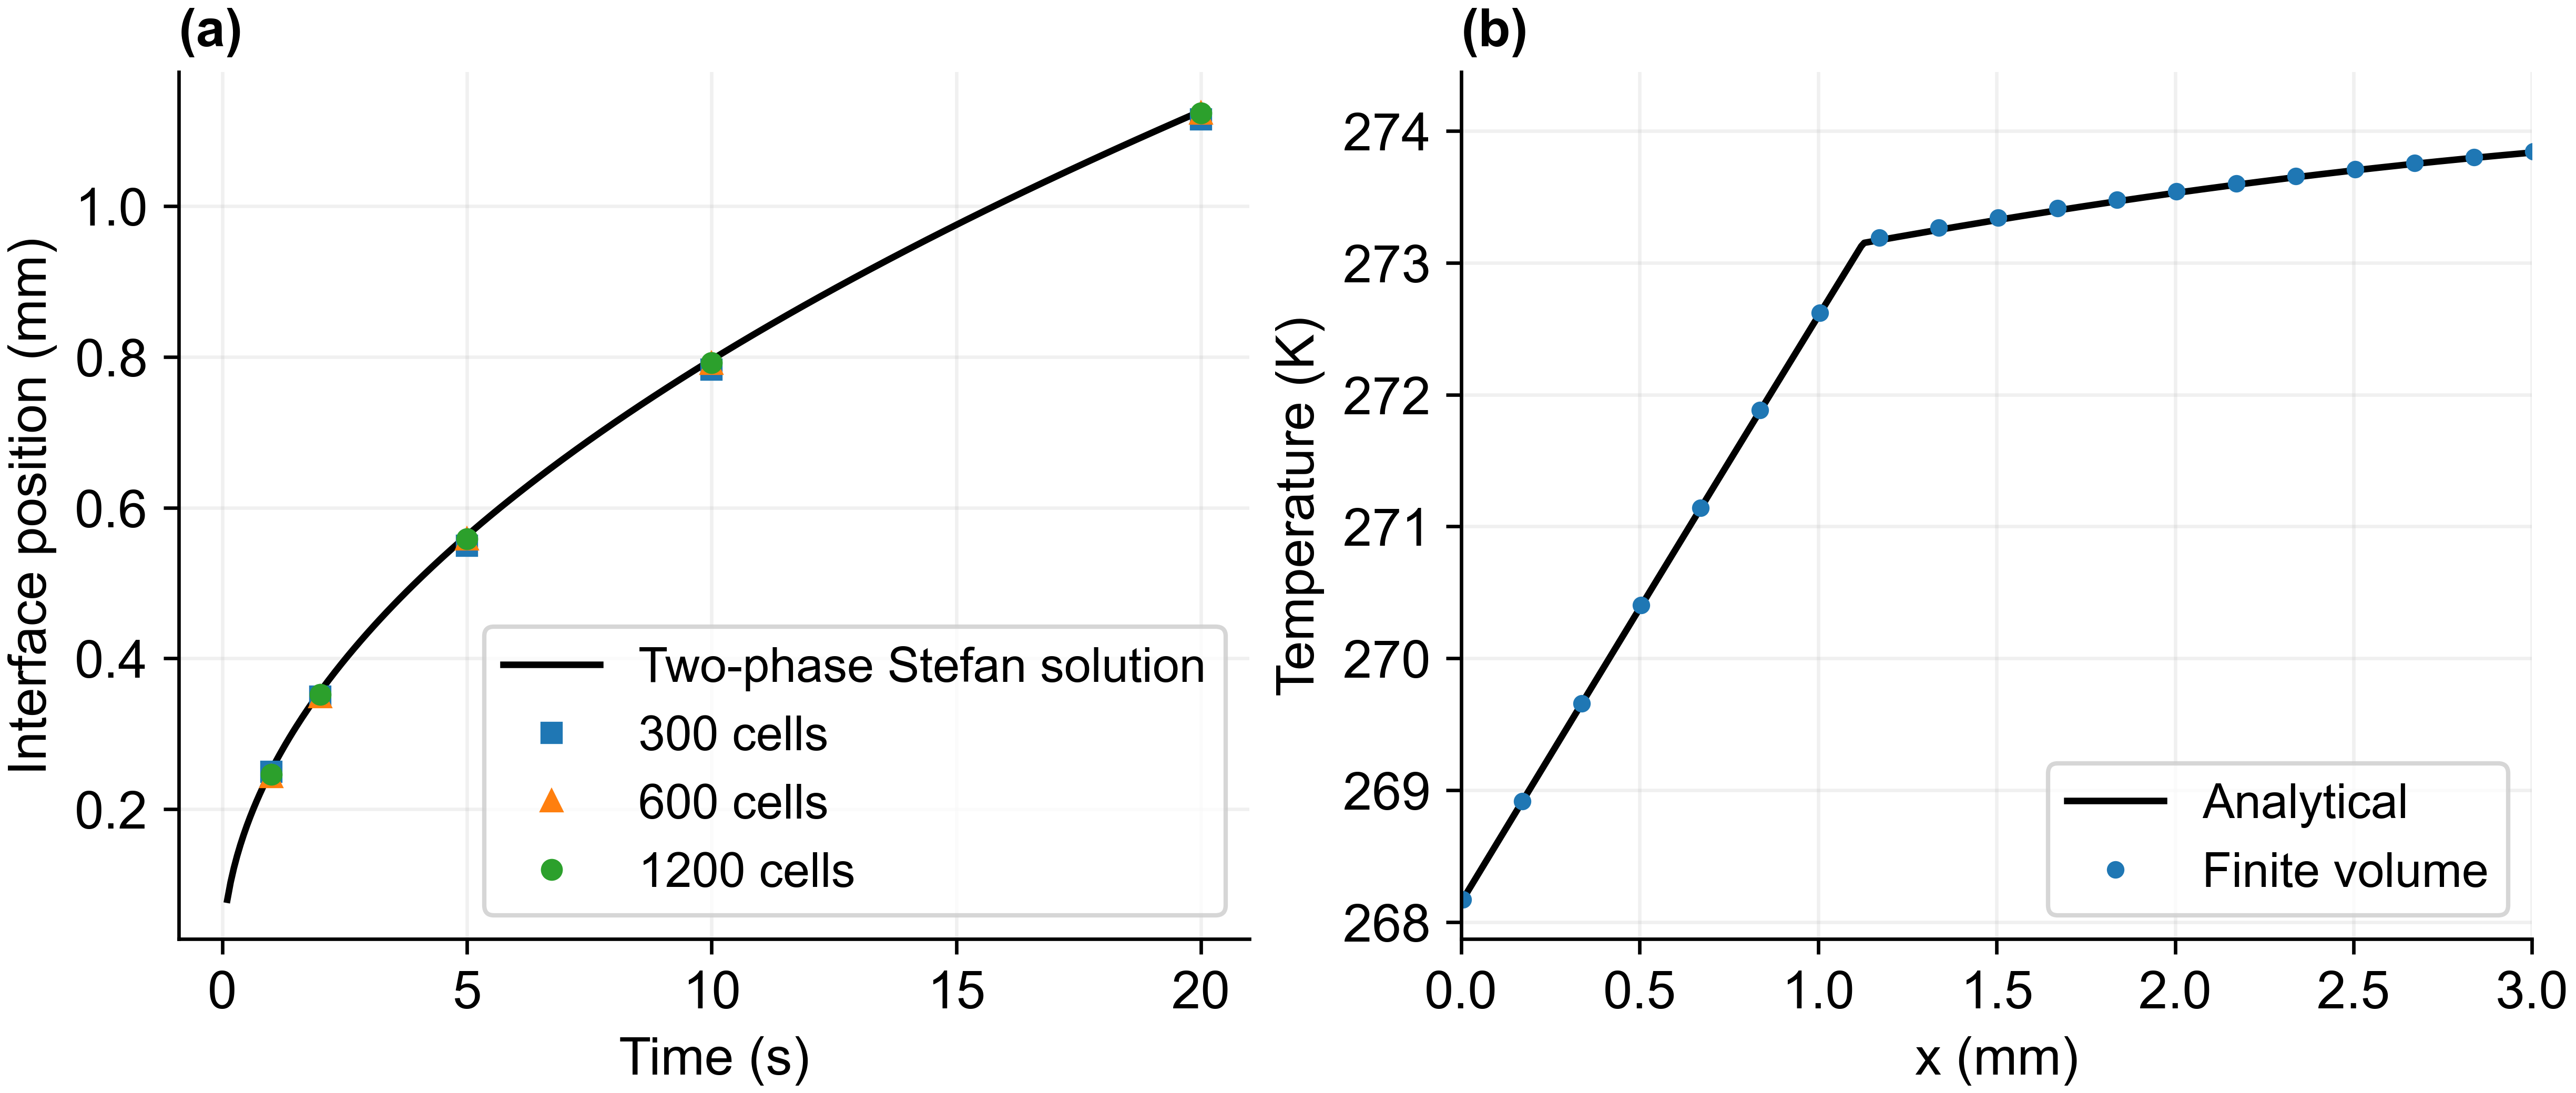 (a)
Interface position (mm)
1.0
0.8
0.6
0.4
0.2
Two-phase Stefan solution
300 cells
600 cells
1200 cells
0 5 10 15 20
Time (s)
(b)
Temperature (K)
274
273
272
271
270
269
268
Analytical
Finite volume
0.0 0.5 1.0 1.5 2.0 2.5 3.0
x (mm)